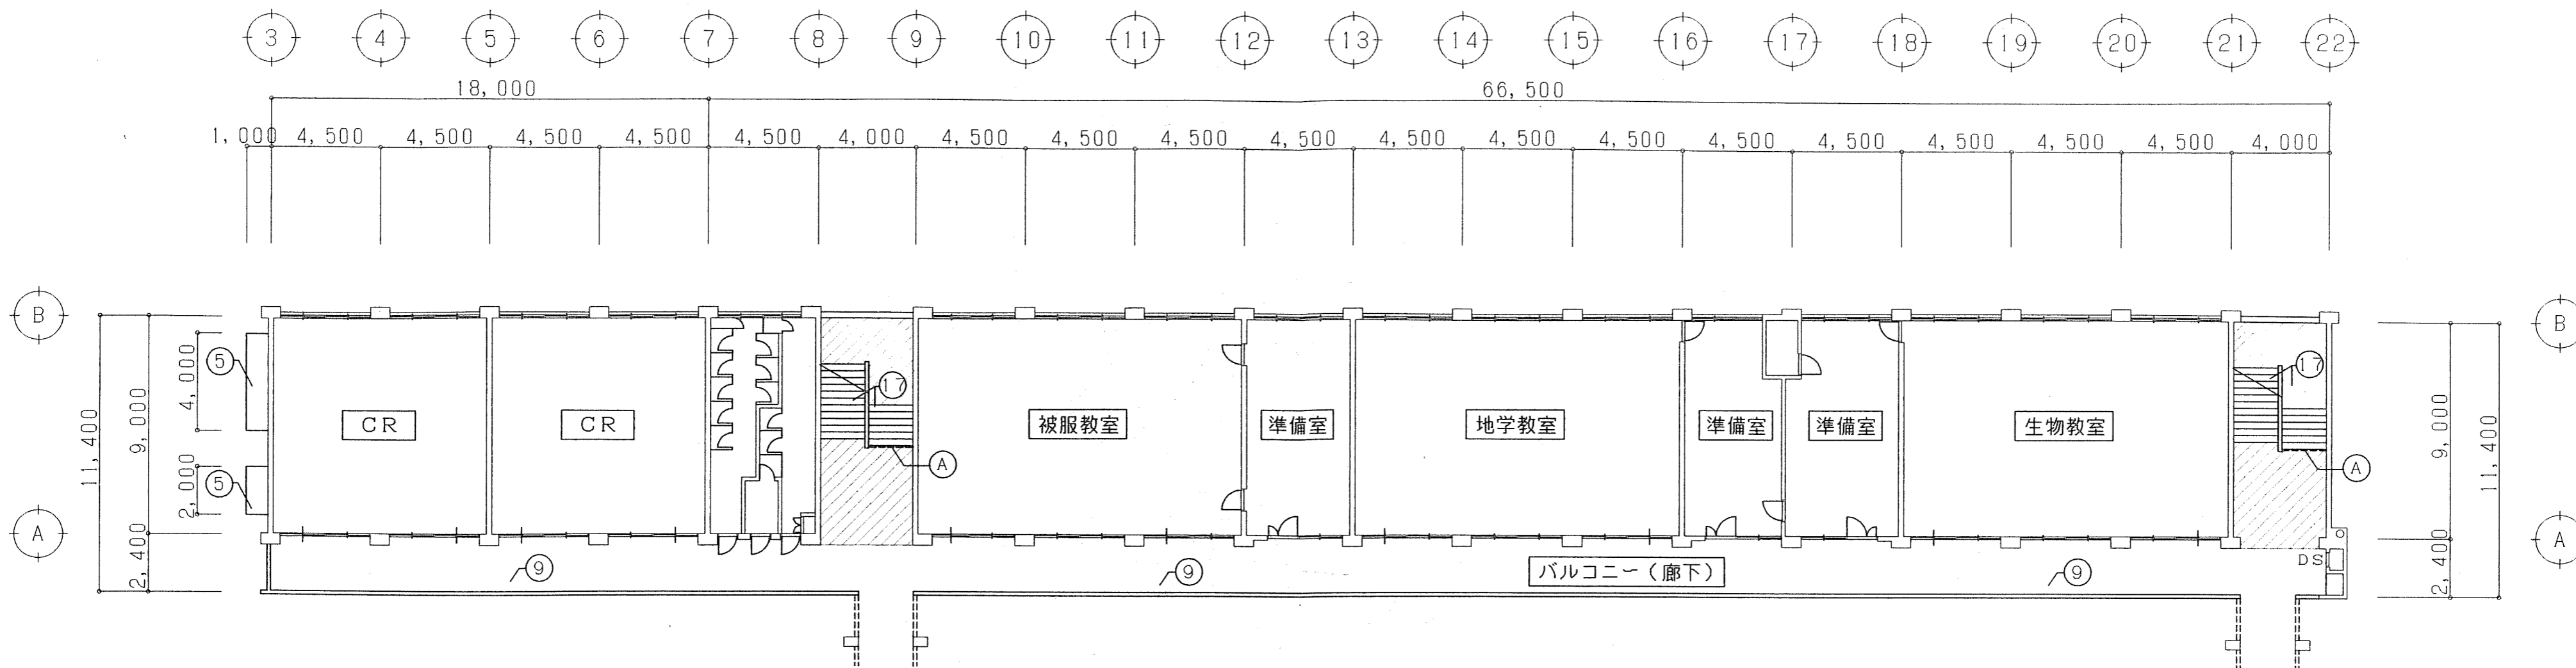 3 4 5 6 7 8 9 10 11 12 13 14 15 16 17 18 19 20 21 22
18,000 66,500
1,000 4,500 4,500 4,500 4,500 4,500 4,000 4,500 4,500 4,500 4,500 4,500 4,500 4,500 4,500 4,500 4,500 4,500 4,500 4,000
B B
5 4,000 17 17
11,400 9,000 CR CR 被服教室 準備室 地学教室 準備室 準備室 生物教室 9,000 11,400
5 2,000 A A
A A
2,400 9 9 バルコニー(廊下) 9 DS 2,400